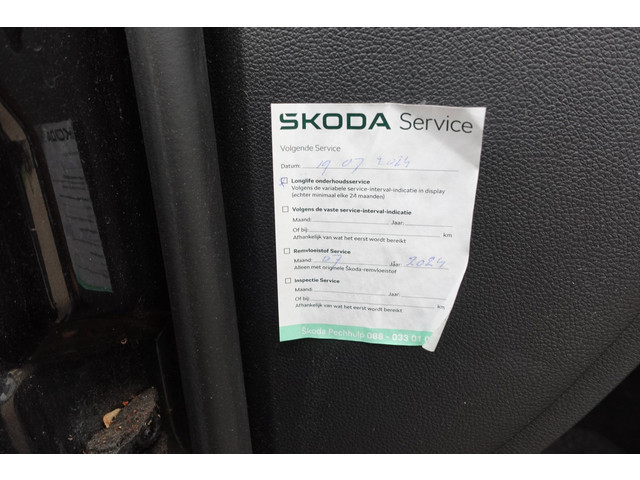 SKODA Service
Volgende Service
Datum: 19 07 2024
Longlife onderhoudsservice
Volgens de variabele service-interval-indicatie in display
(echter minimaal elke 24 maanden)
Volgens de vaste service-interval-indicatie
Maand: Jaar:
Of bij km
Afhankelijk van wat het eerst wordt bereikt
Remvloeistof Service
Maand: 07 Jaar: 2024
Alleen met originele Skoda-remvloeistof
Inspectie Service
Maand: Jaar:
Of bij km
Afhankelijk van wat het eerst wordt bereikt
Skoda Pechhulp 088 - 033 01